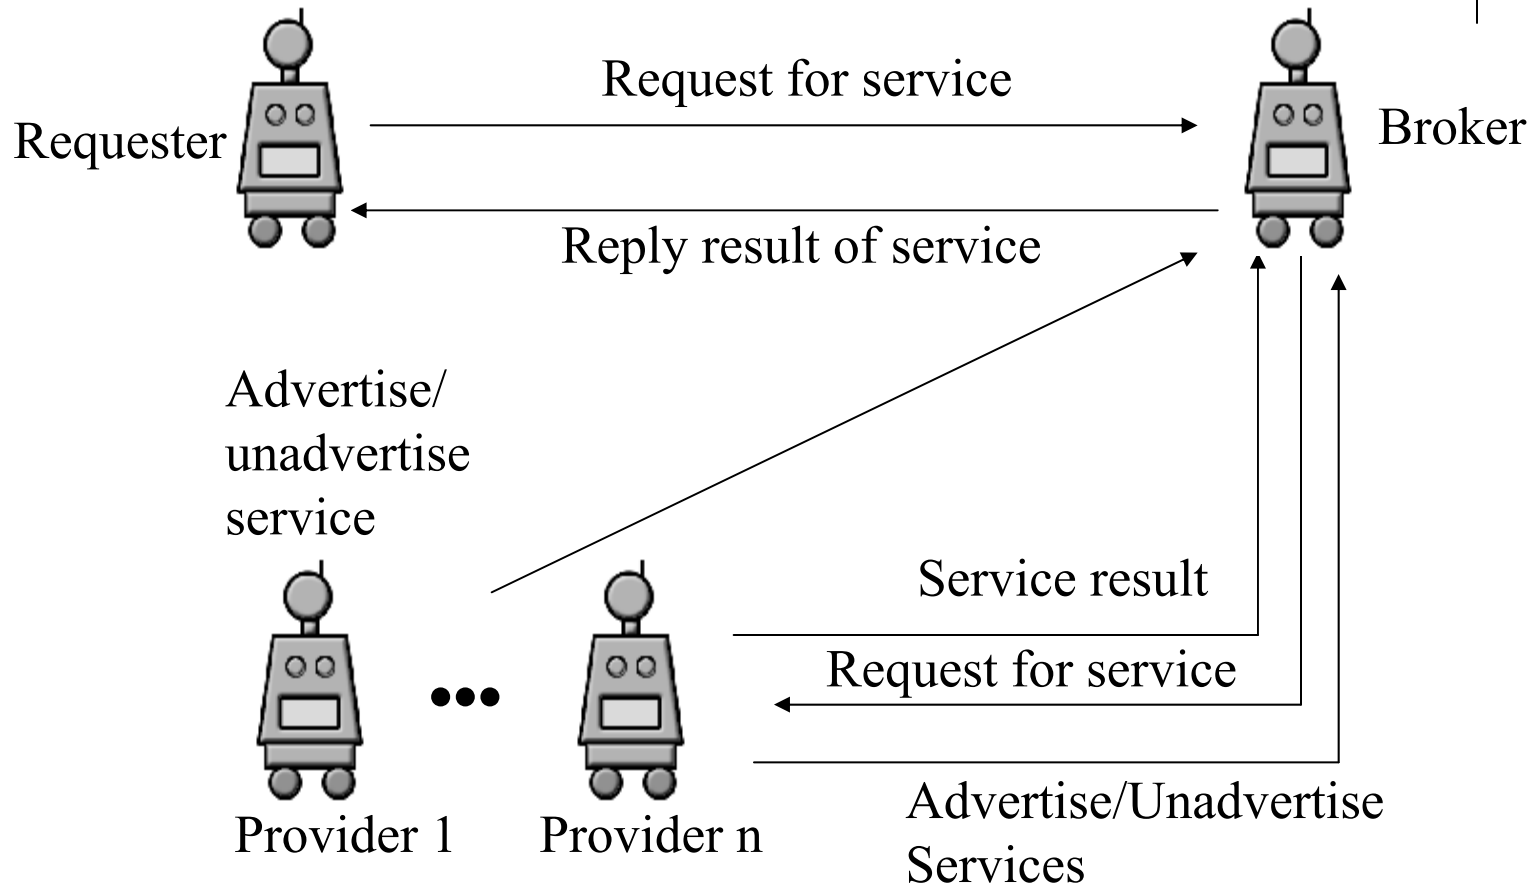 Request for service
Requester
Broker
Reply result of service
Advertise/
unadvertise
service
Service result
Request for service
Provider 1
Provider n
Advertise/Unadvertise
Services